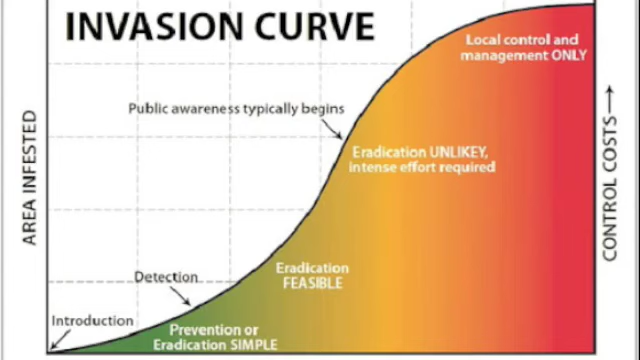 INVASION CURVE
Local control and
management ONLY
Public awareness typically begins
Eradication UNLIKEY,
intense effort required
Eradication
FEASIBLE
Detection
Introduction
Prevention or
Eradication SIMPLE
AREA INFESTED
CONTROL COSTS